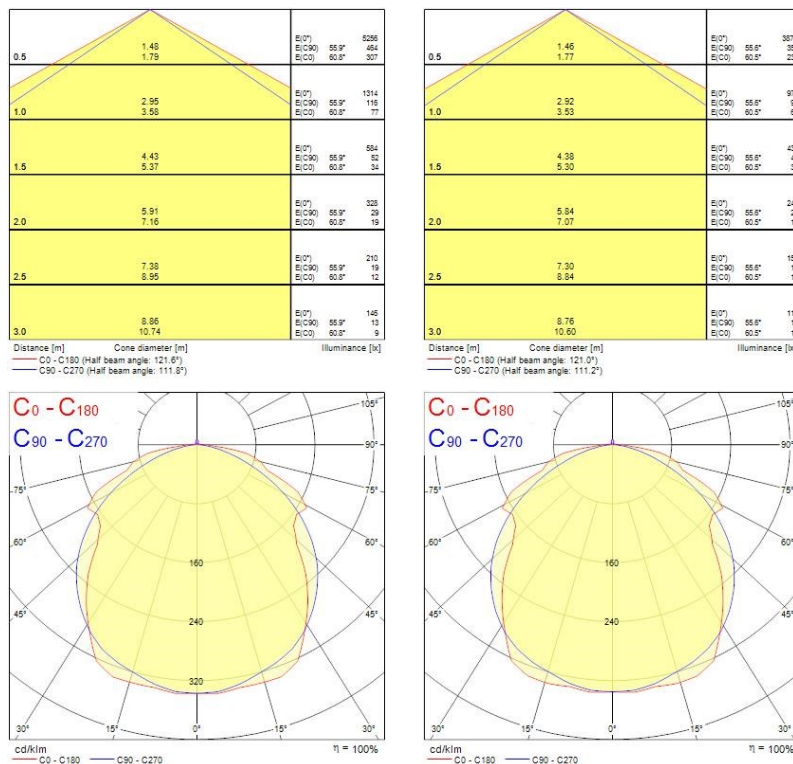 0.5
1.48
1.79
E(0°) 5256
E(C90) 55.9° 464
E(C0) 60.8° 307
1.0
2.95
3.58
E(0°) 1314
E(C90) 55.9° 116
E(C0) 60.8° 77
1.5
4.43
5.37
E(0°) 584
E(C90) 55.9° 52
E(C0) 60.8° 34
2.0
5.91
7.16
E(0°) 328
E(C90) 55.9° 29
E(C0) 60.8° 19
2.5
7.38
8.95
E(0°) 210
E(C90) 55.9° 19
E(C0) 60.8° 12
3.0
8.86
10.74
E(0°) 146
E(C90) 55.9° 13
E(C0) 60.8° 9
Distance [m] Cone diameter [m] Illuminance [lx]
C0 - C180 (Half beam angle: 121.6°)
C90 - C270 (Half beam angle: 111.8°)
0.5
1.46
1.77
E(0°) 387
E(C90) 55.6° 35
E(C0) 60.5° 23
1.0
2.92
3.53
E(0°) 97
E(C90) 55.6°
E(C0) 60.5°
1.5
4.38
5.30
E(0°) 43
E(C90) 55.6°
E(C0) 60.5°
2.0
5.84
7.07
E(0°) 24
E(C90) 55.6°
E(C0) 60.5°
2.5
7.30
8.84
E(0°) 15
E(C90) 55.6°
E(C0) 60.5°
3.0
8.76
10.60
E(0°) 11
E(C90) 55.6°
E(C0) 60.5°
Distance [m] Cone diameter [m] Illuminance [lx]
C0 - C180 (Half beam angle: 121.0°)
C90 - C270 (Half beam angle: 111.2°)
C0 - C180
C90 - C270
105°
90°
75° 75°
60° 60°
160
45° 45°
240
320
30° 15° 0° 15° 30°
cd/klm η = 100%
C0 - C180 C90 - C270
C0 - C180
C90 - C270
105°
90°
75° 75°
60° 60°
160
45° 45°
240
320
30° 15° 0° 15° 30°
cd/klm η = 100%
C0 - C180 C90 - C270